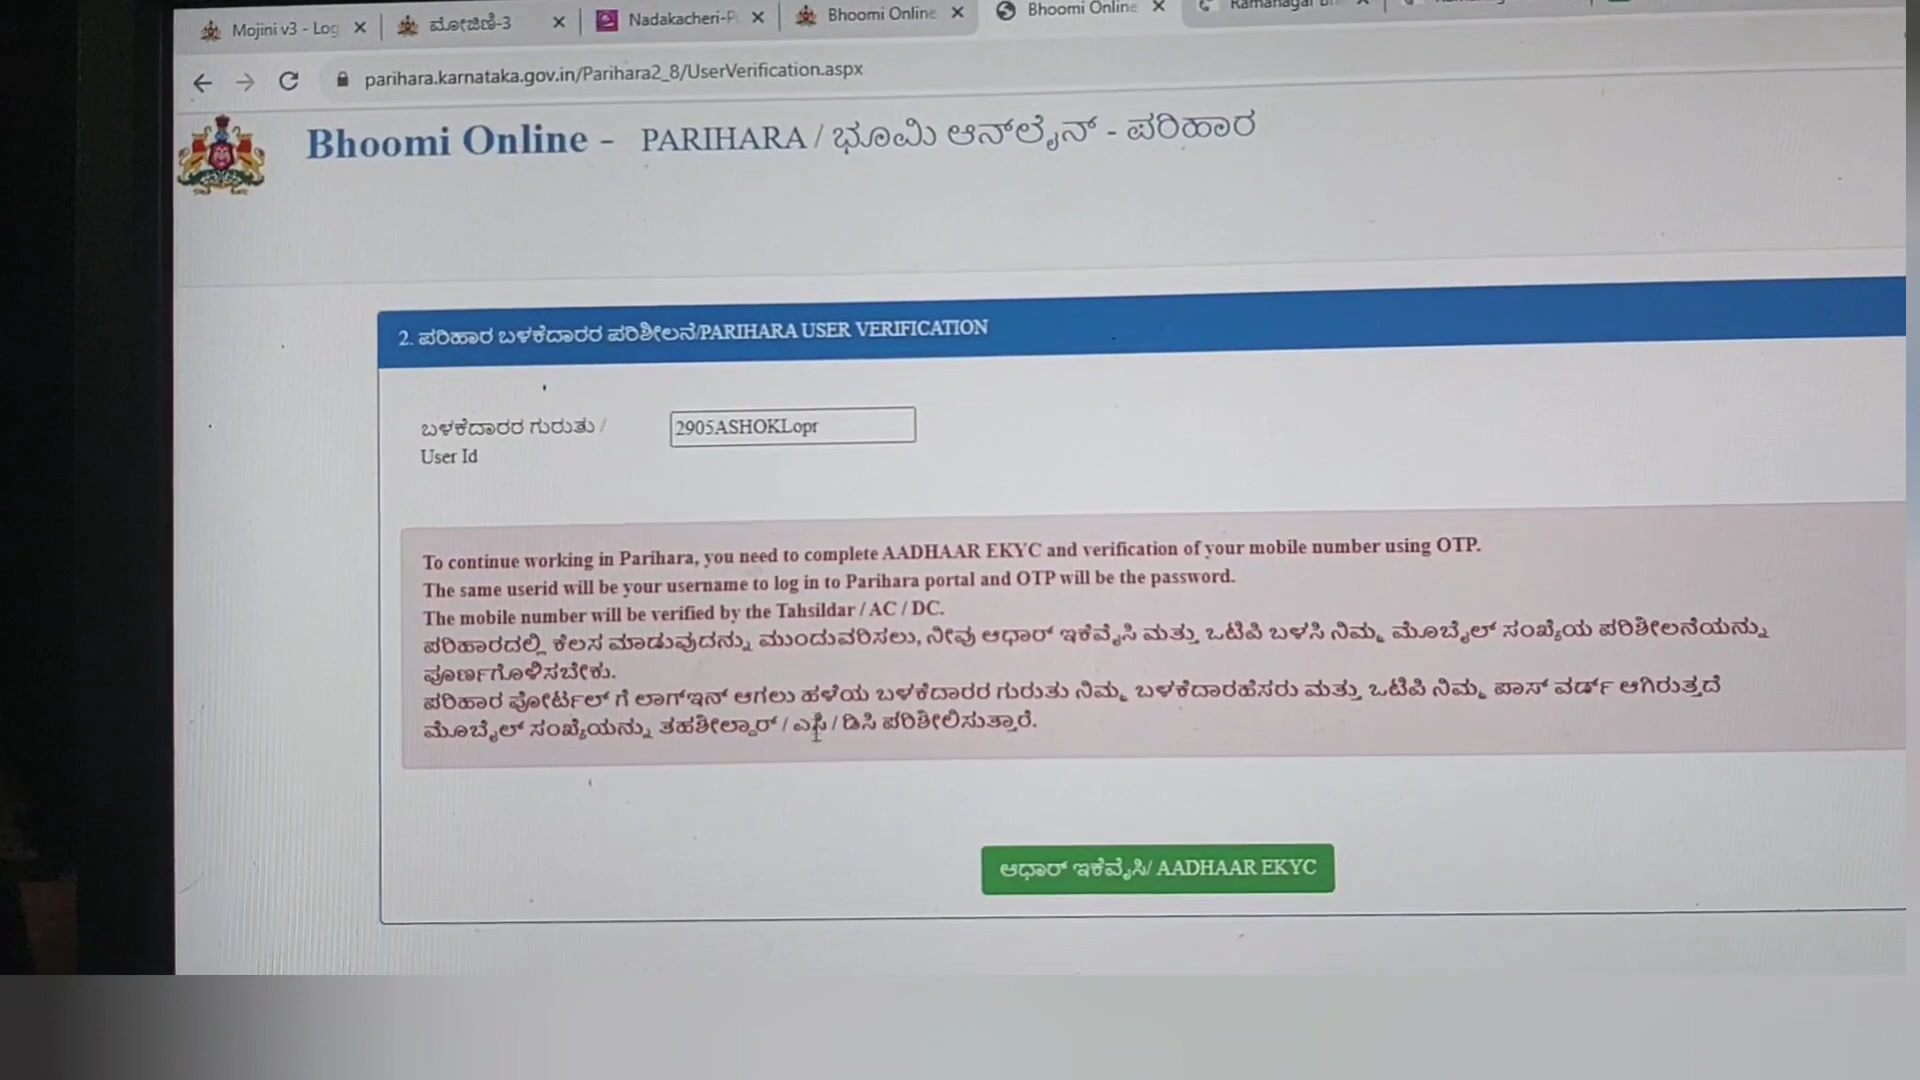 Mojini v3 - Log
ಮೋಜಿಣಿ-3
Nadakacheri-P
Bhoomi Online
Bhoomi Online
parihara.karnataka.gov.in/Parihara2_8/UserVerification.aspx
Bhoomi Online - PARIHARA / ಭೂಮಿ ಆನ್‌ಲೈನ್ - ಪರಿಹಾರ
2. ಪರಿಹಾರ ಬಳಕೆದಾರರ ಪರಿಶೀಲನೆ/PARIHARA USER VERIFICATION
ಬಳಕೆದಾರರ ಗುರುತು /
User Id
2905ASHOKLopr
To continue working in Parihara, you need to complete AADHAAR EKYC and verification of your mobile number using OTP.
The same userid will be your username to log in to Parihara portal and OTP will be the password.
The mobile number will be verified by the Tahsildar / AC / DC.
ಪರಿಹಾರದಲ್ಲಿ ಕೆಲಸ ಮಾಡುವುದನ್ನು ಮುಂದುವರಿಸಲು, ನೀವು ಆಧಾರ್ ಇಕೆವೈಸಿ ಮತ್ತು ಒಟಿಪಿ ಬಳಸಿ ನಿಮ್ಮ ಮೊಬೈಲ್ ಸಂಖ್ಯೆಯ ಪರಿಶೀಲನೆಯನ್ನು
ಪೂರ್ಣಗೊಳಿಸಬೇಕು.
ಪರಿಹಾರ ಪೋರ್ಟಲ್ ಗೆ ಲಾಗ್ಇನ್ ಆಗಲು ಹಳೆಯ ಬಳಕೆದಾರರ ಗುರುತು ನಿಮ್ಮ ಬಳಕೆದಾರಹೆಸರು ಮತ್ತು ಒಟಿಪಿ ನಿಮ್ಮ ಪಾಸ್ ವರ್ಡ್ ಆಗಿರುತ್ತದೆ
ಮೊಬೈಲ್ ಸಂಖ್ಯೆಯನ್ನು ತಹಶೀಲ್ದಾರ್ / ಎಸಿ / ಡಿಸಿ ಪರಿಶೀಲಿಸುತ್ತಾರೆ.
ಆಧಾರ್ ಇಕೆವೈಸಿ/ AADHAAR EKYC